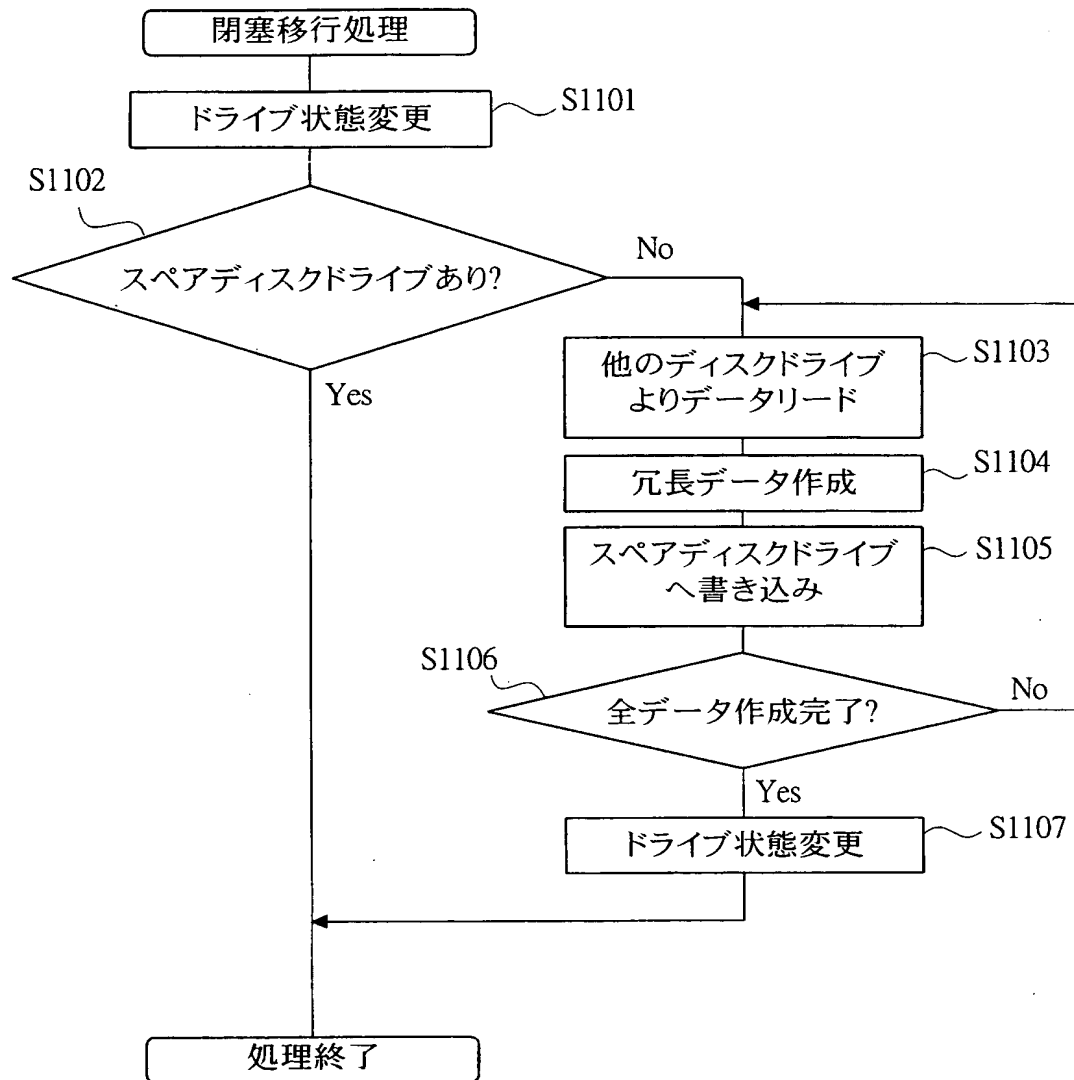 閉塞移行処理
ドライブ状態変更
S1101
S1102
スペアディスクドライブあり?
No
Yes
他のディスクドライブ
よりデータリード
S1103
冗長データ作成
S1104
スペアディスクドライブ
へ書き込み
S1105
S1106
全データ作成完了?
No
Yes
ドライブ状態変更
S1107
処理終了